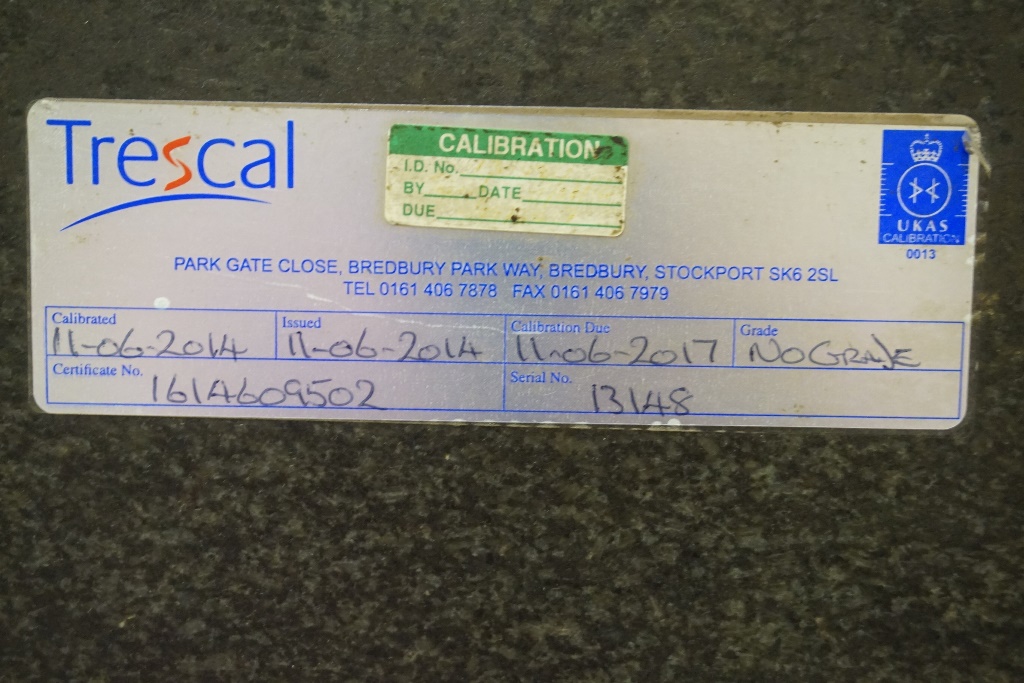 Trescal
CALIBRATION
I.D. No.
BY DATE
DUE
UKAS
CALIBRATION
0013
PARK GATE CLOSE, BREDBURY PARK WAY, BREDBURY, STOCKPORT SK6 2SL
TEL 0161 406 7878 FAX 0161 406 7979
Calibrated Issued Calibration Due Grade
11-06-2014 11-06-2014 11-06-2017 NO GRADE
Certificate No. Serial No.
1614609502 13148